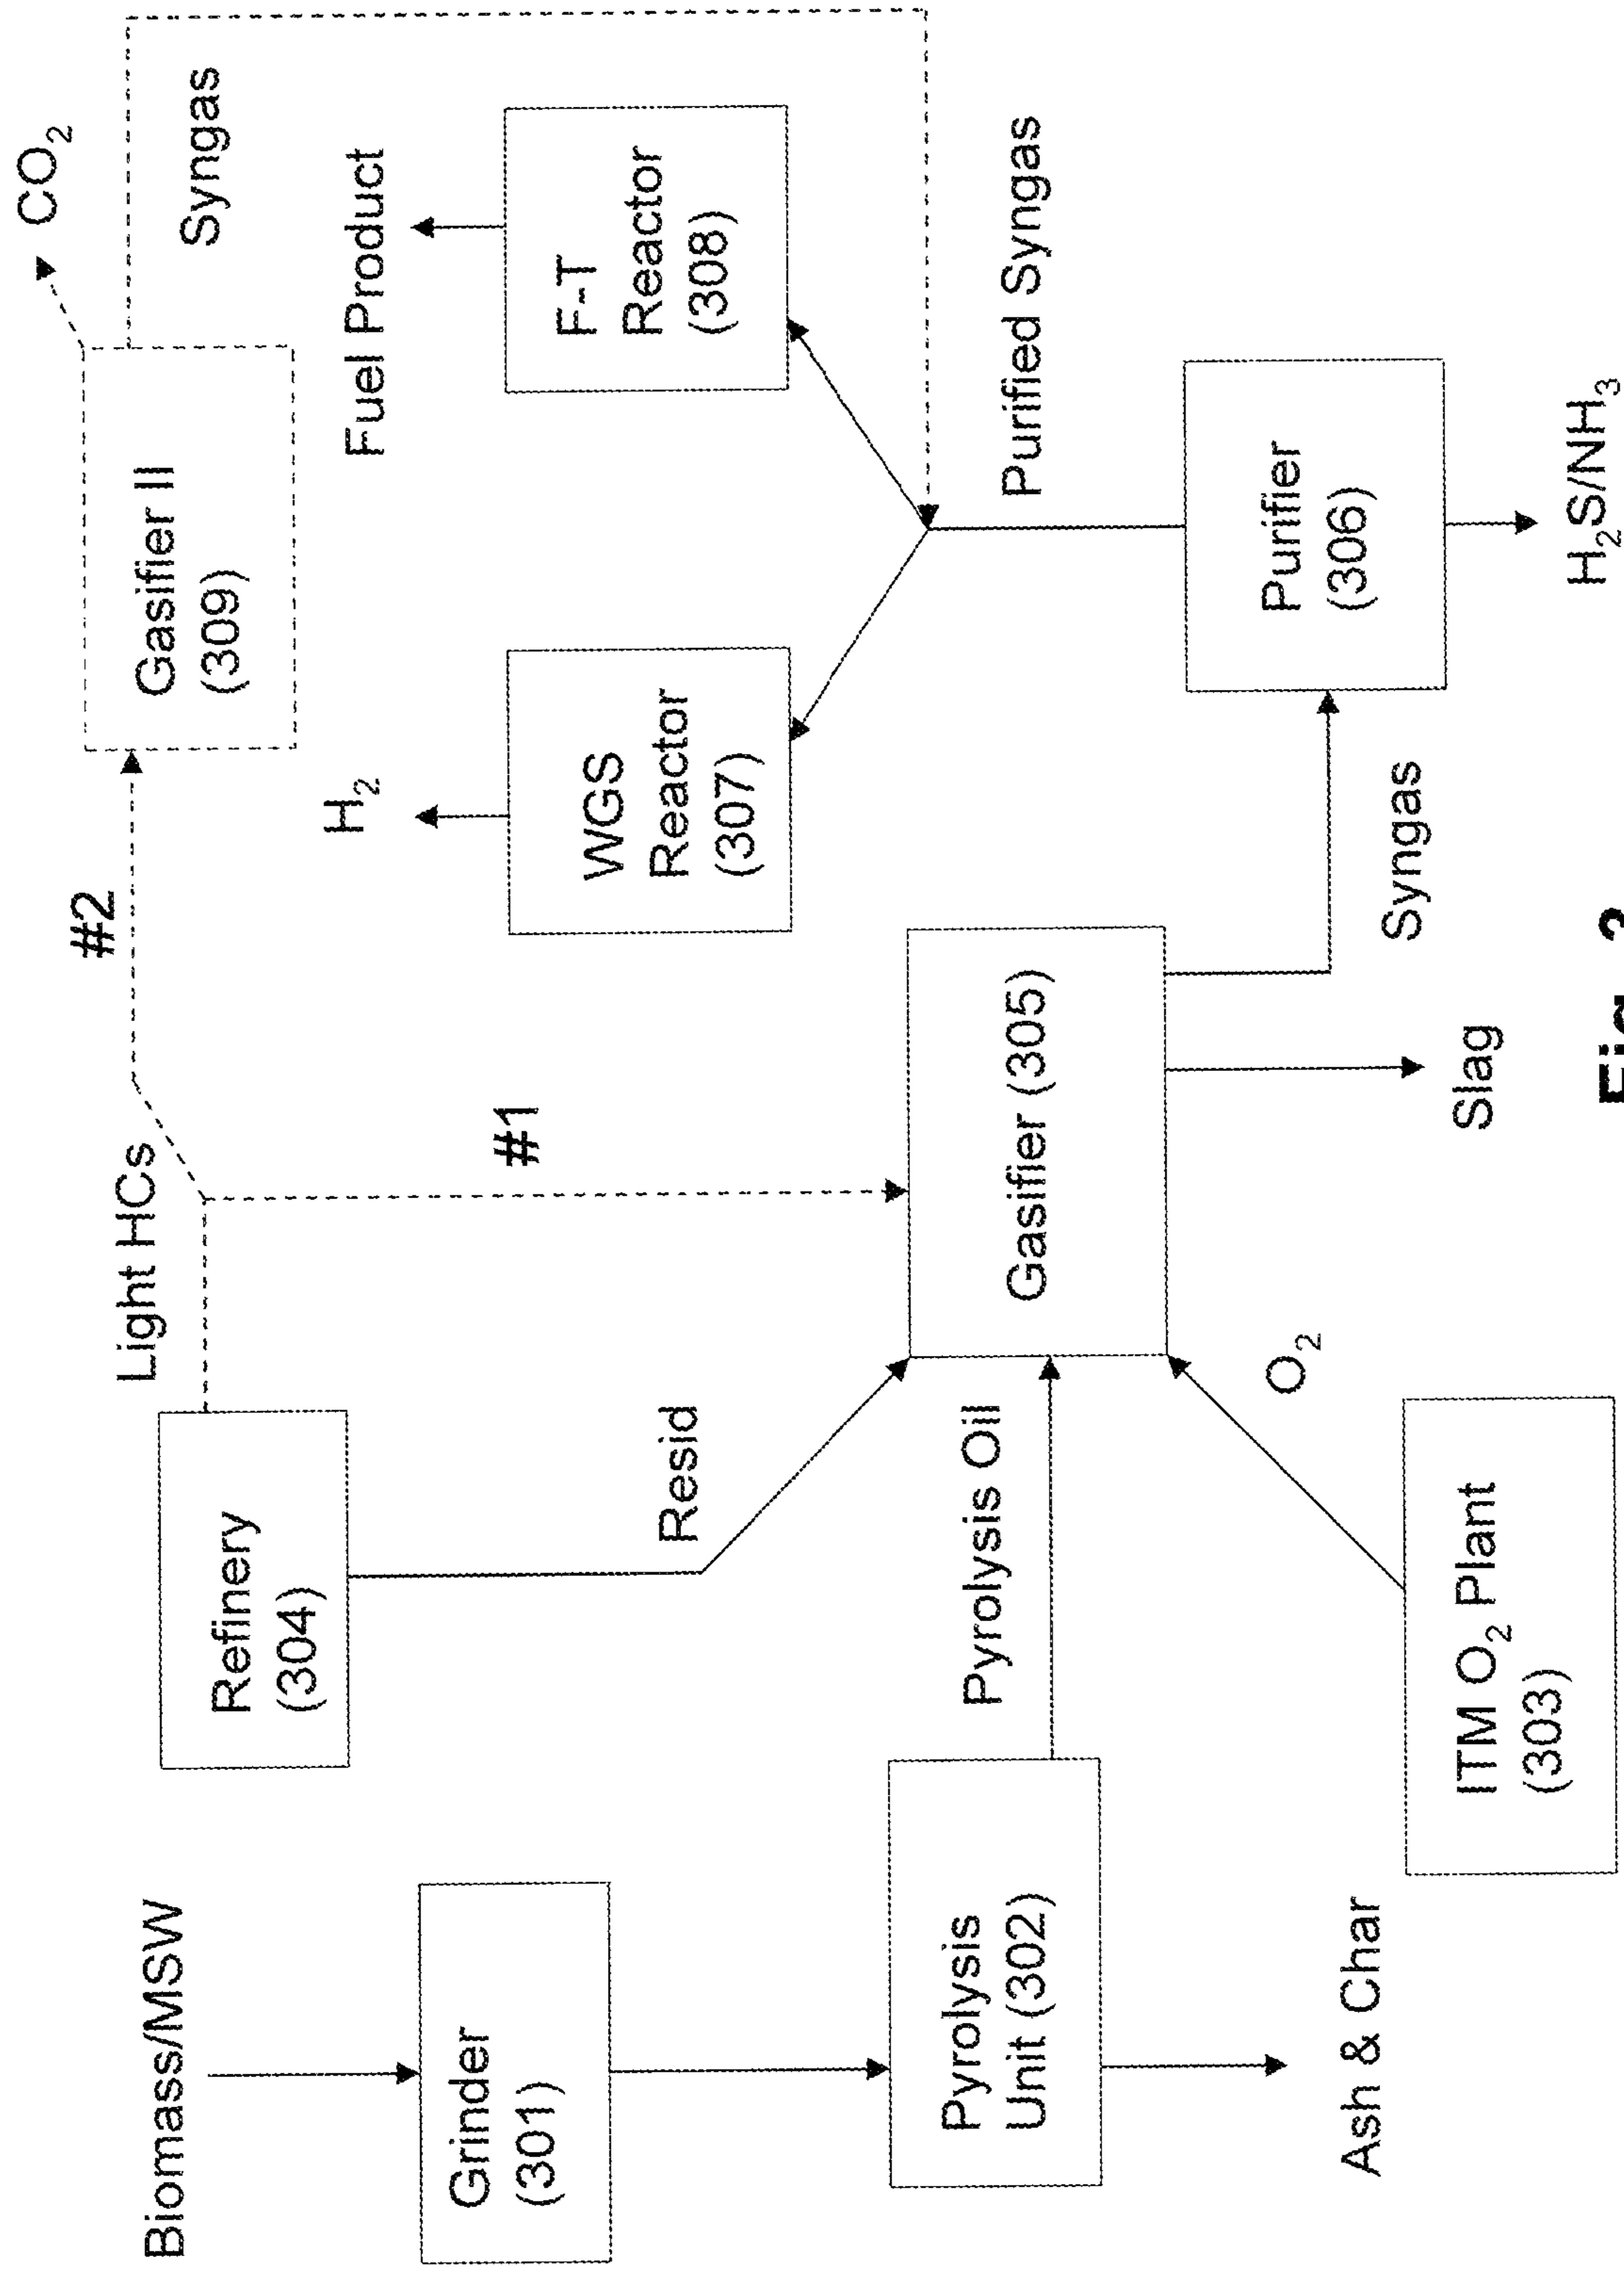 CO₂
#2
Light HCs
Biomass/MSW
Gasifier II
(309)
Syngas
Refinery
(304)
H₂
Fuel Product
Grinder
(301)
#1
WGS
Reactor
(307)
F-T
Reactor
(308)
Resid
Pyrolysis
Unit (302)
Pyrolysis Oil
Gasifier (305)
Purified Syngas
O₂
Purifier
(306)
Ash & Char
Syngas
ITM O₂ Plant
(303)
Slag
H₂S/NH₃